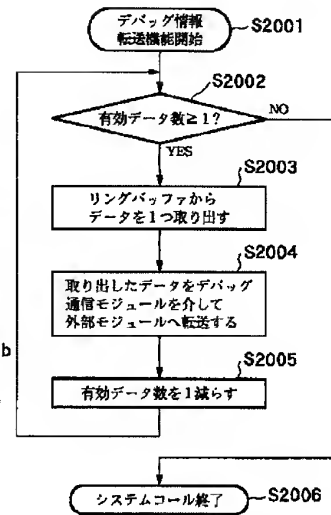 デバッグ情報
転送機能開始
S2001
S2002
有効データ数≧1?
NO
YES
S2003
リングバッファから
データを1つ取り出す
S2004
取り出したデータをデバッグ
通信モジュールを介して
外部モジュールへ転送する
b
S2005
有効データ数を1減らす
システムコール終了
S2006